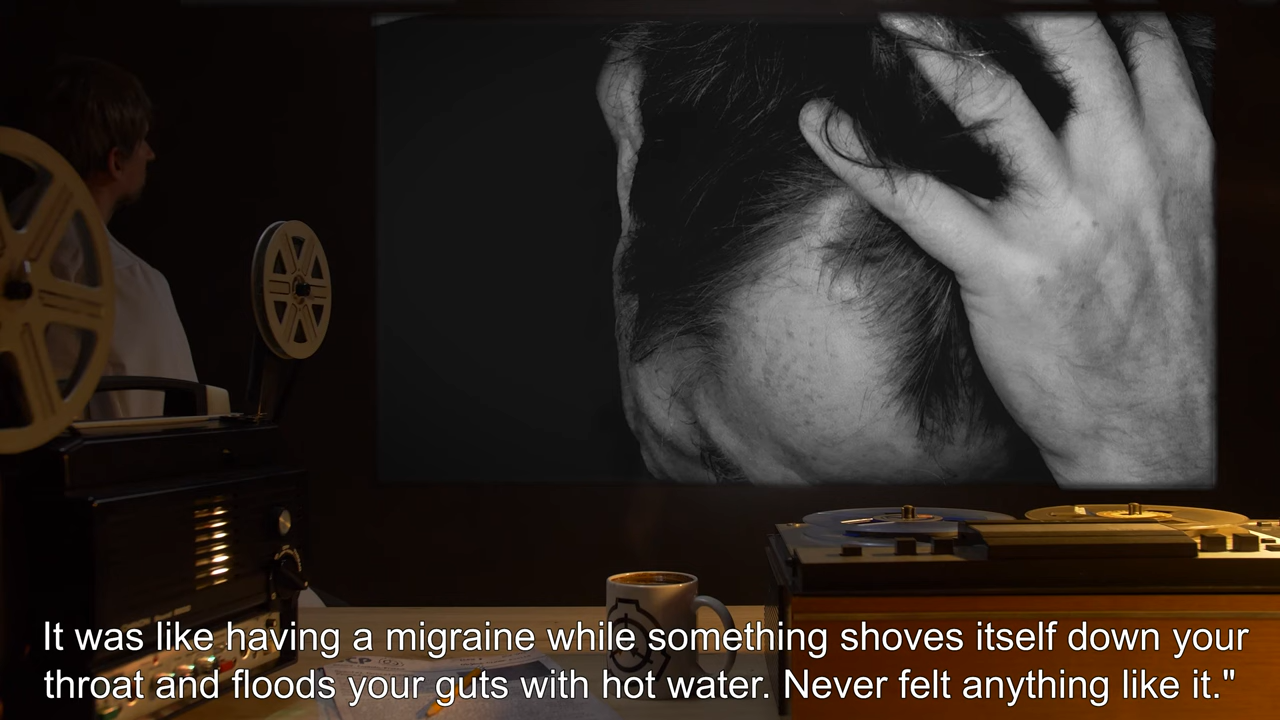 It was like having a migraine while something shoves itself down your
throat and floods your guts with hot water. Never felt anything like it."